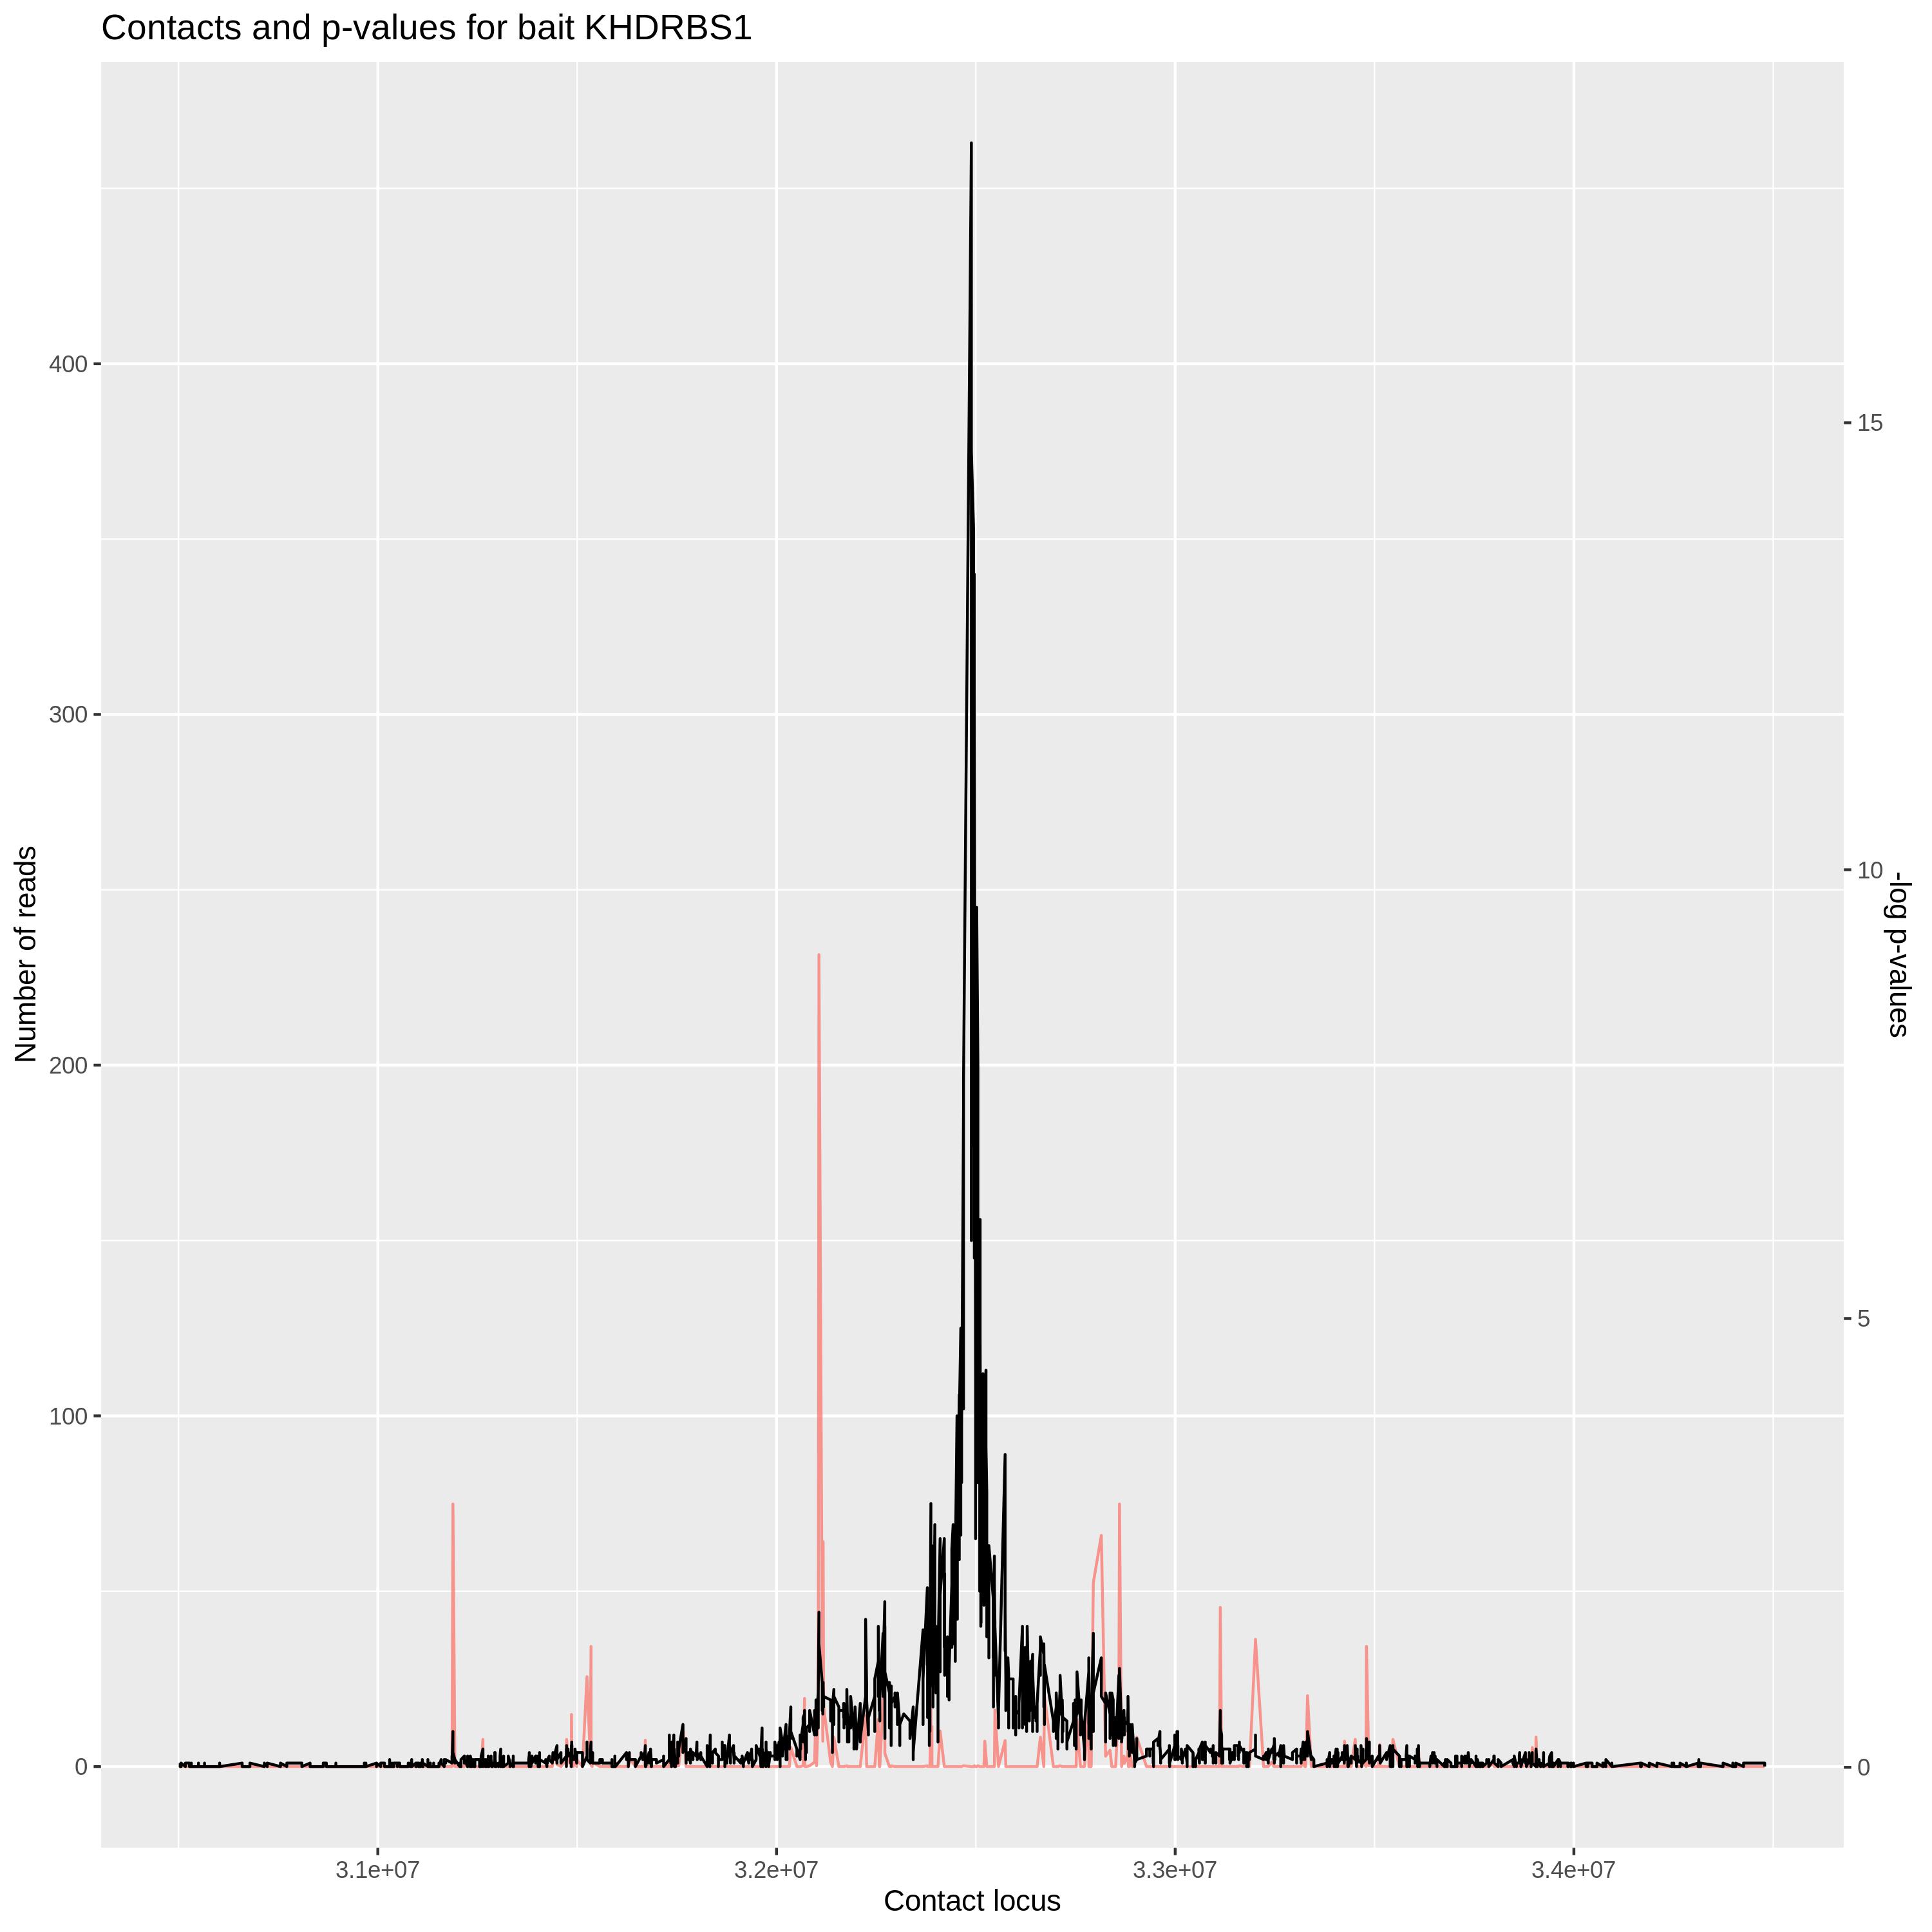 Contacts and p-values for bait KHDRBS1
400
300
200
100
0
Number of reads
15
10
5
0
-log p-values
3.1e+07
3.2e+07
3.3e+07
3.4e+07
Contact locus